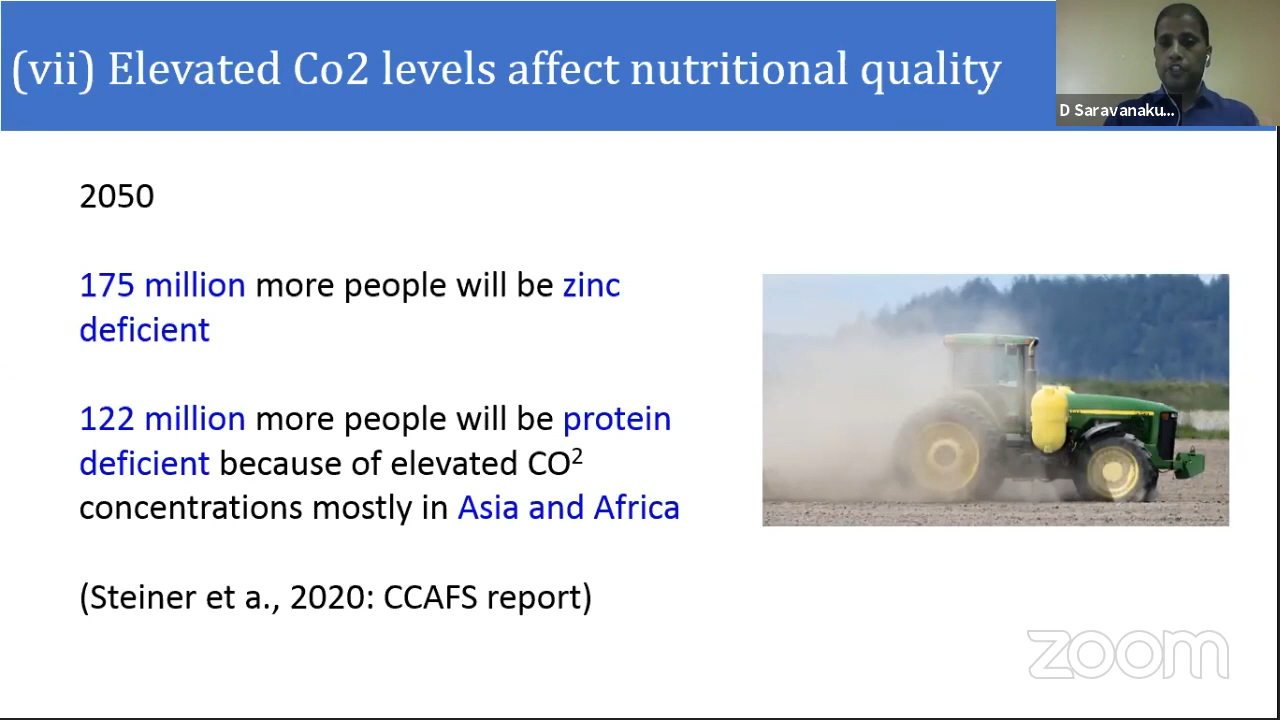 (vii) Elevated Co2 levels affect nutritional quality
D Saravanaku...
2050
175 million more people will be zinc
deficient
122 million more people will be protein
deficient because of elevated CO²
concentrations mostly in Asia and Africa
(Steiner et a., 2020: CCAFS report)
zoom